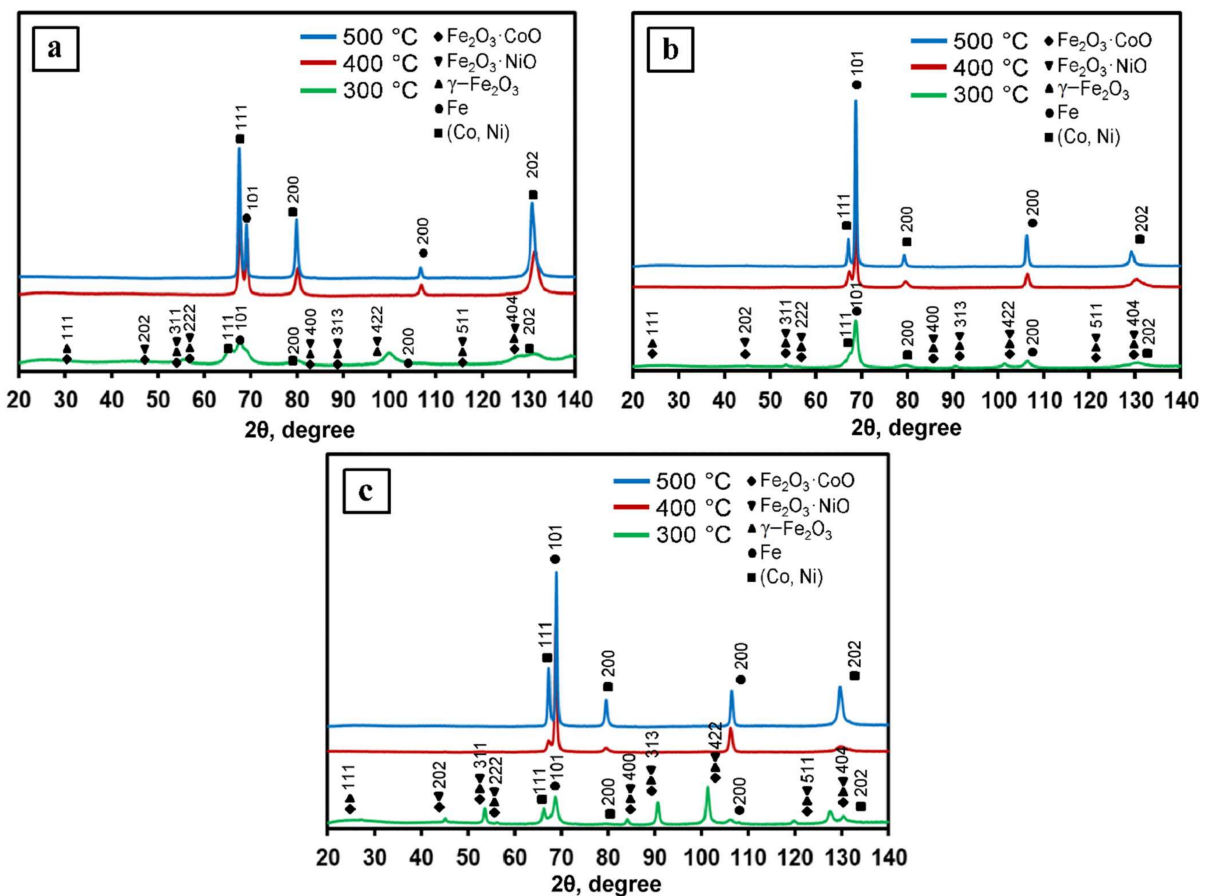 a
500 °C
400 °C
300 °C
Fe₂O₃·CoO
Fe₂O₃·NiO
γ–Fe₂O₃
Fe
(Co, Ni)
111
101
200
200
202
111
202
311
222
111
101
200
400
313
422
200
511
404
202
20 30 40 50 60 70 80 90 100 110 120 130 140
2θ, degree
b
500 °C
400 °C
300 °C
Fe₂O₃·CoO
Fe₂O₃·NiO
γ–Fe₂O₃
Fe
(Co, Ni)
101
111
200
200
202
111
202
311
222
111
101
200
400
313
422
200
511
404
202
20 30 40 50 60 70 80 90 100 110 120 130 140
2θ, degree
c
500 °C
400 °C
300 °C
Fe₂O₃·CoO
Fe₂O₃·NiO
γ–Fe₂O₃
Fe
(Co, Ni)
101
111
200
200
202
111
202
311
222
111
101
200
400
313
422
200
511
404
202
20 30 40 50 60 70 80 90 100 110 120 130 140
2θ, degree